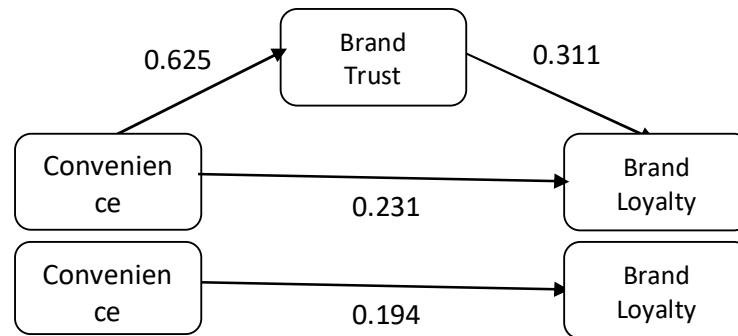 Brand
Trust
0.625
0.311
Convenien
ce
Brand
Loyalty
0.231
Convenien
ce
Brand
Loyalty
0.194